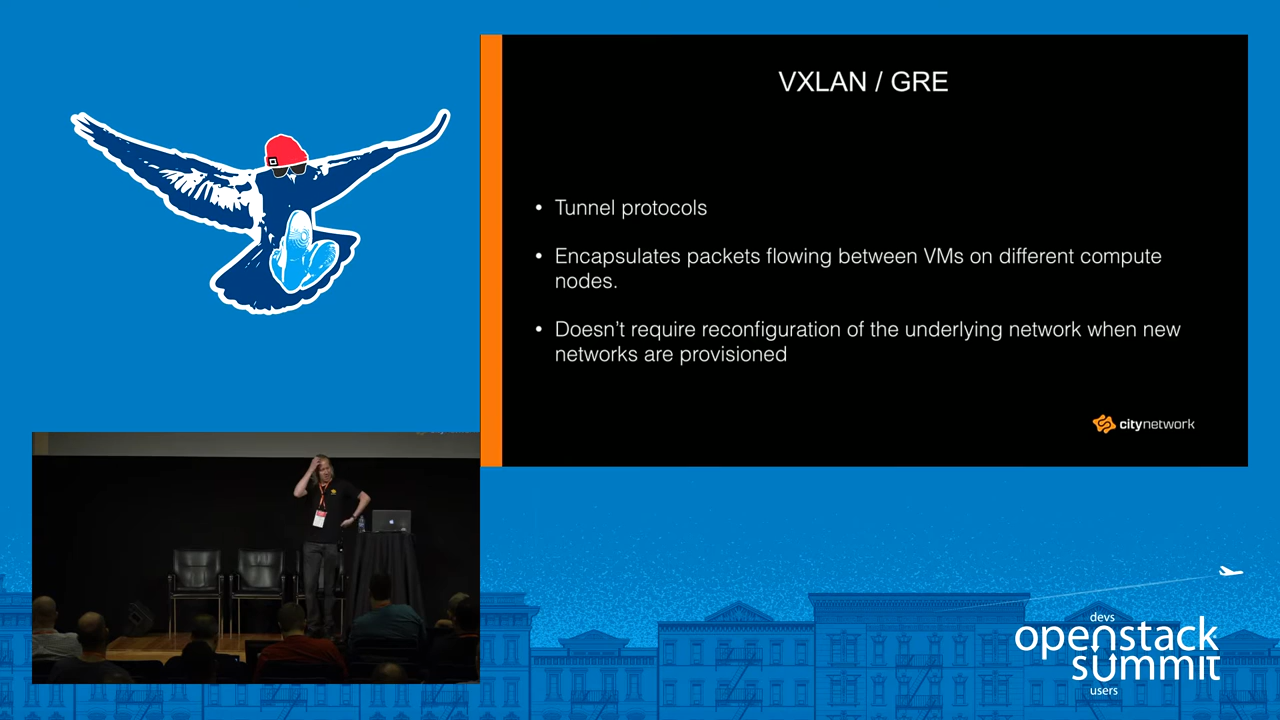 VXLAN / GRE
• Tunnel protocols
• Encapsulates packets flowing between VMs on different compute
nodes.
• Doesn't require reconfiguration of the underlying network when new
networks are provisioned
citynetwork
devs
openstack
summit
users